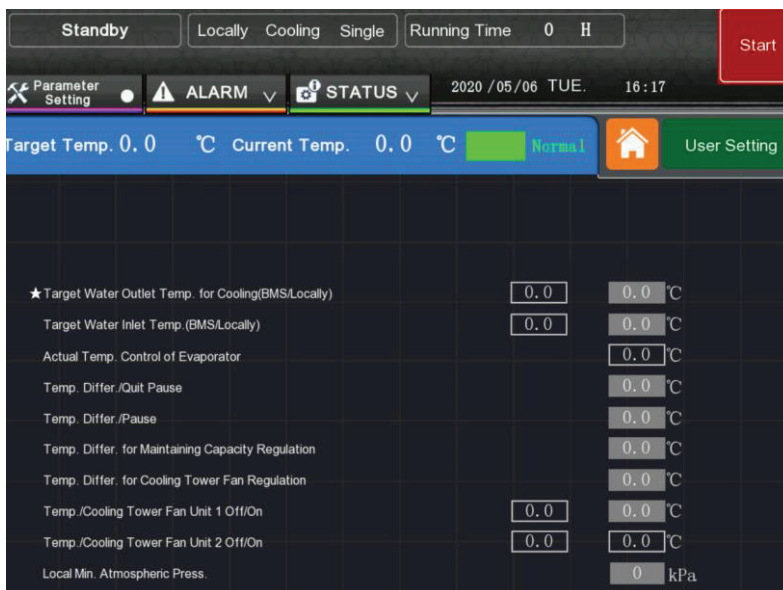 Standby Locally Cooling Single Running Time 0 H Start
Parameter Setting ALARM STATUS 2020/05/06 TUE. 16:17
Target Temp. 0.0 ℃ Current Temp. 0.0 ℃ Normal User Setting
★Target Water Outlet Temp. for Cooling(BMS/Locally) 0.0 0.0 ℃
Target Water Inlet Temp.(BMS/Locally) 0.0 0.0 ℃
Actual Temp. Control of Evaporator 0.0 ℃
Temp. Differ./Quit Pause 0.0 ℃
Temp. Differ./Pause 0.0 ℃
Temp. Differ. for Maintaining Capacity Regulation 0.0 ℃
Temp. Differ. for Cooling Tower Fan Regulation 0.0 ℃
Temp./Cooling Tower Fan Unit 1 Off/On 0.0 0.0 ℃
Temp./Cooling Tower Fan Unit 2 Off/On 0.0 0.0 ℃
Local Min. Atmospheric Press. 0 kPa